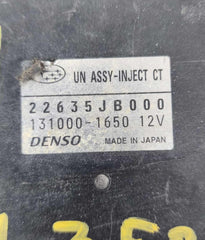 UN ASSY-INJECT CT
22635JB000
131000-1650 12V
DENSO MADE IN JAPAN